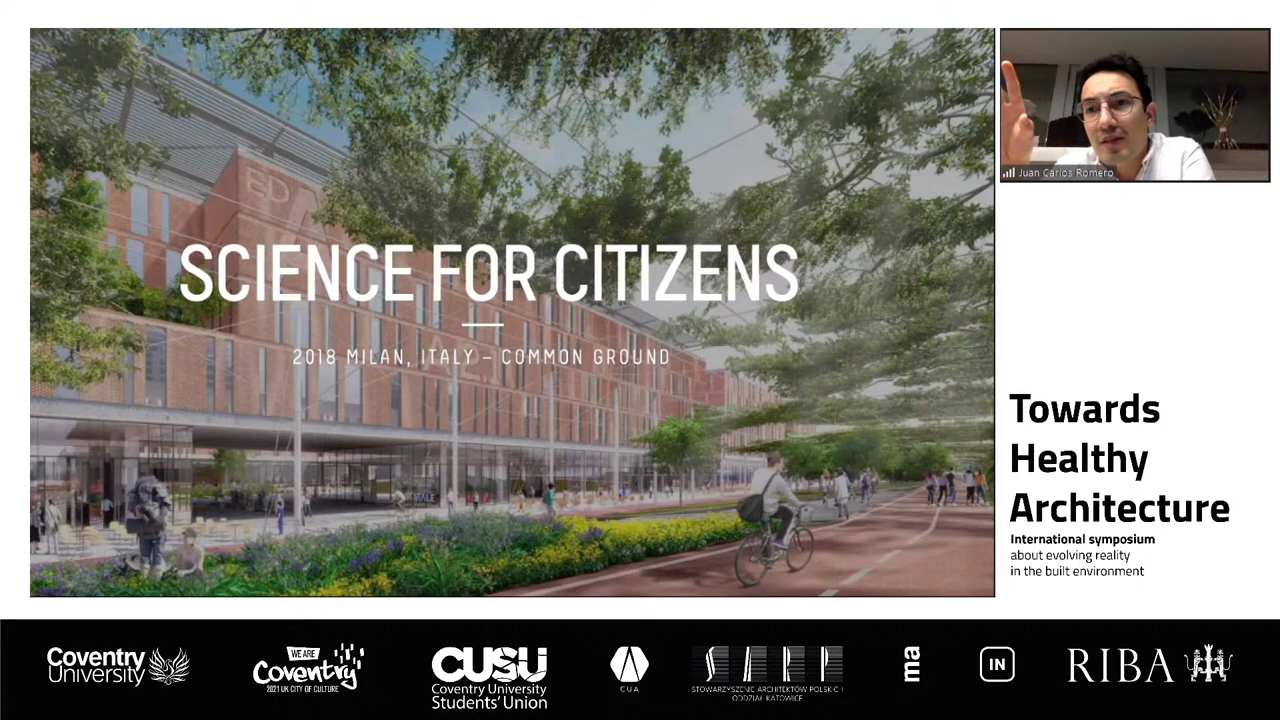 SCIENCE FOR CITIZENS
2018 MILAN, ITALY – COMMON GROUND
Juan Carlos Romero
Towards
Healthy
Architecture
International symposium
about evolving reality
in the built environment
Coventry
University
WE ARE
Coventry
2021 UK CITY OF CULTURE
CUSU
Coventry University
Students' Union
CUA
SARP
STOWARZYSZENIE ARCHITEKTÓW POLSKICH
ODDZIAŁ KATOWICE
ma
IN
RIBA